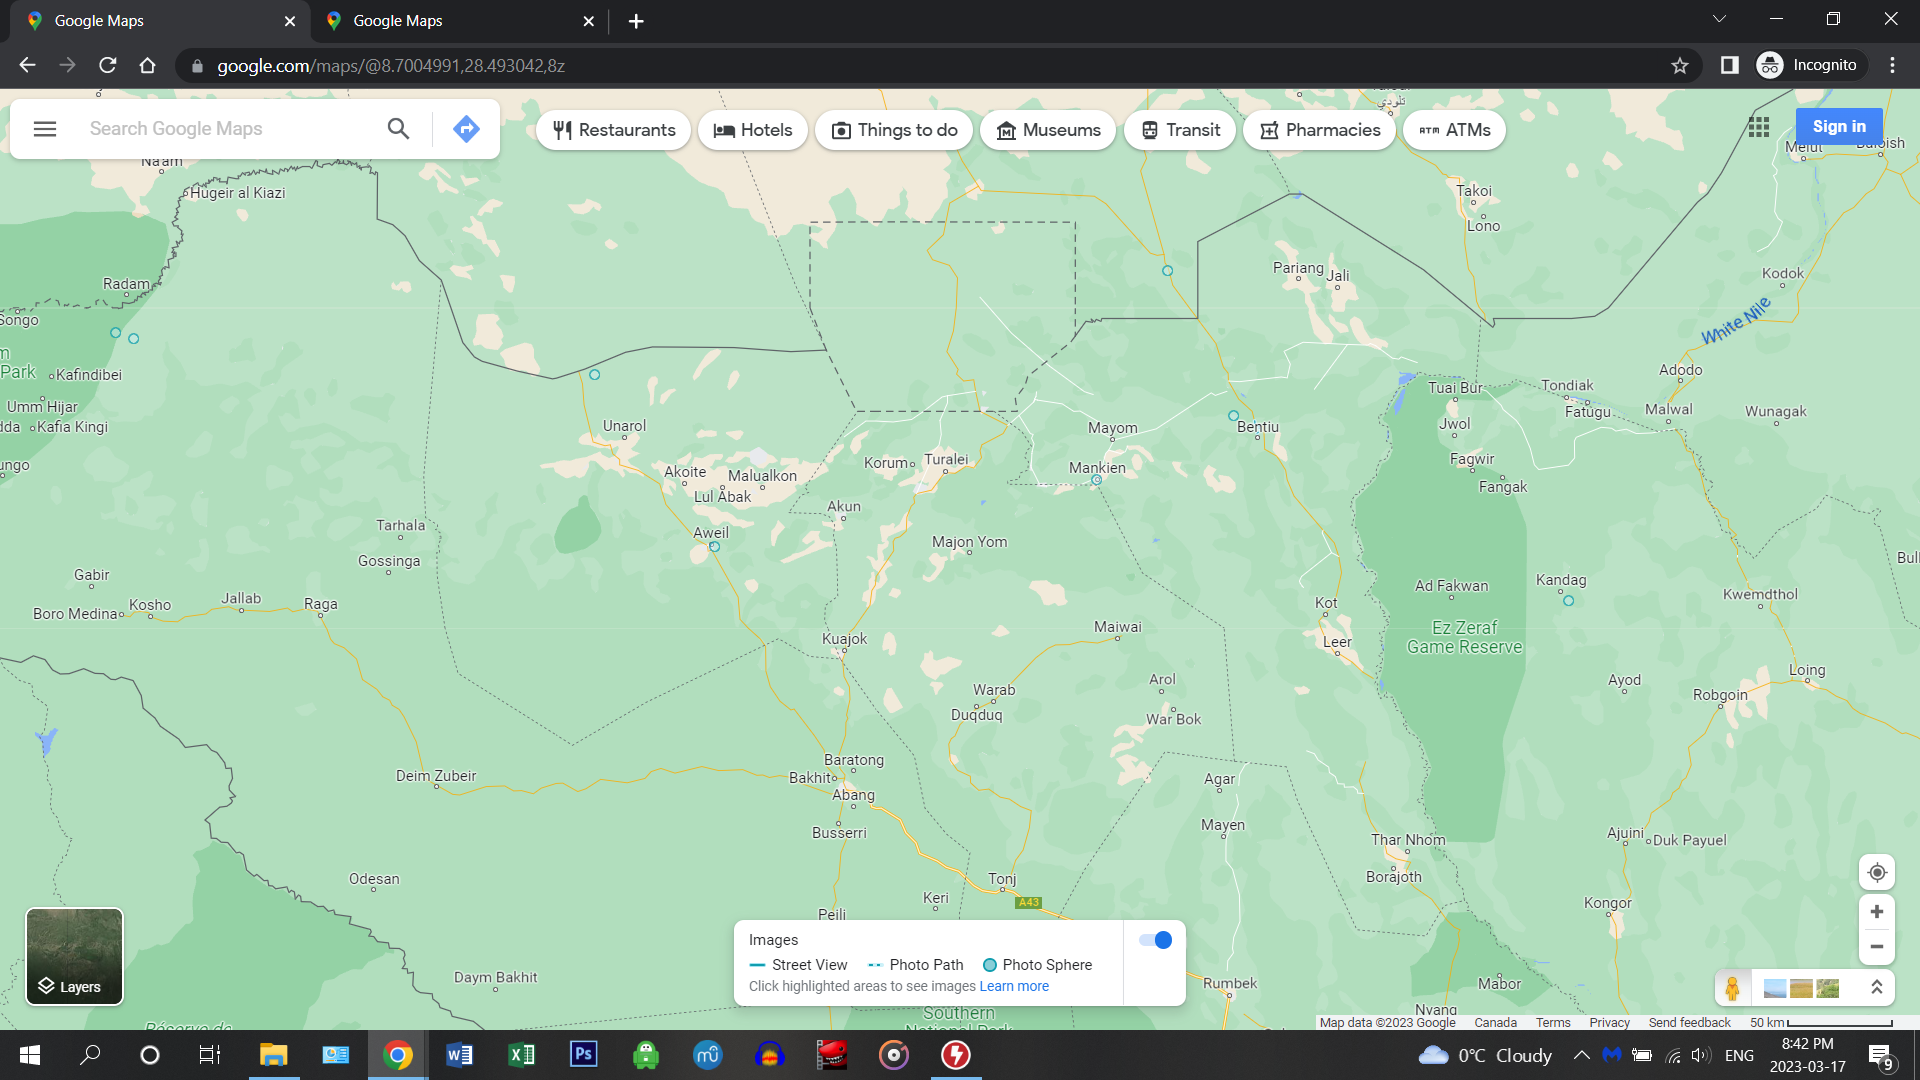 Google Maps
Google Maps
google.com/maps/@8.7004991,28.493042,8z
Incognito
Search Google Maps
Restaurants
Hotels
Things to do
Museums
Transit
Pharmacies
ATM ATMs
Sign in
تلودي
Na'am
Hugeir al Kiazi
Melut
Takoi
Lono
Radam
Pariang
Jali
Kodok
Songo
White Nile
Park
Kafindibei
Adodo
Tuai Bur
Tondiak
Umm Hijar
Fatugu
Malwal
Wunagak
Kafia Kingi
Unarol
Mayom
Bentiu
Jwol
Korum
Turalei
Mankien
Fagwir
Akoite
Malualkon
Lul Abak
Fangak
Akun
Tarhala
Aweil
Majon Yom
Gossinga
Gabir
Ad Fakwan
Kandag
Kwemdthol
Boro Medina
Kosho
Jallab
Raga
Kot
Maiwai
Ez Zeraf
Game Reserve
Kuajok
Leer
Loing
Warab
Arol
Ayod
Robgoin
Duqduq
War Bok
Baratong
Deim Zubeir
Bakhit
Agar
Abang
Mayen
Busserri
Thar Nhom
Ajuini
Duk Payuel
Odesan
Tonj
Borajoth
Keri
A43
Kongor
Peili
Images
Street View
Photo Path
Photo Sphere
Click highlighted areas to see images Learn more
Daym Bakhit
Rumbek
Mabor
Layers
Southern
National Park
Nyang
Réserve de
Map data ©2023 Google
Canada
Terms
Privacy
Send feedback
50 km
0°C Cloudy
ENG
8:42 PM
2023-03-17
9